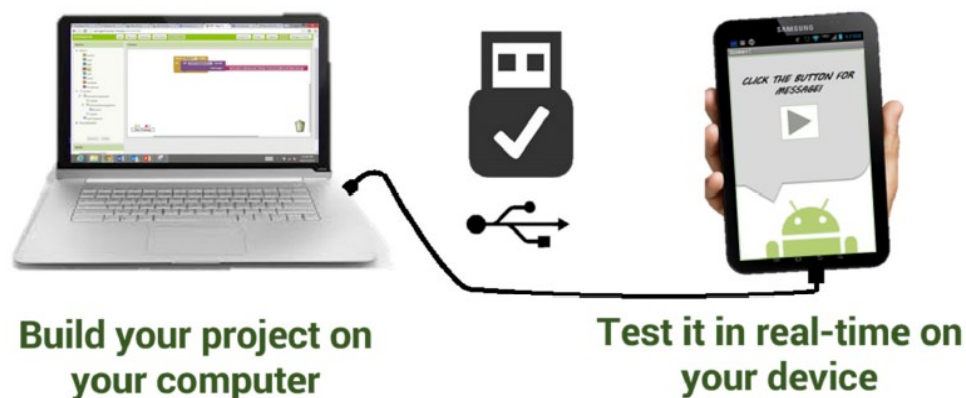 SAMSUNG
CLICK THE BUTTON FOR
MESSAGE!
Build your project on
your computer
Test it in real-time on
your device